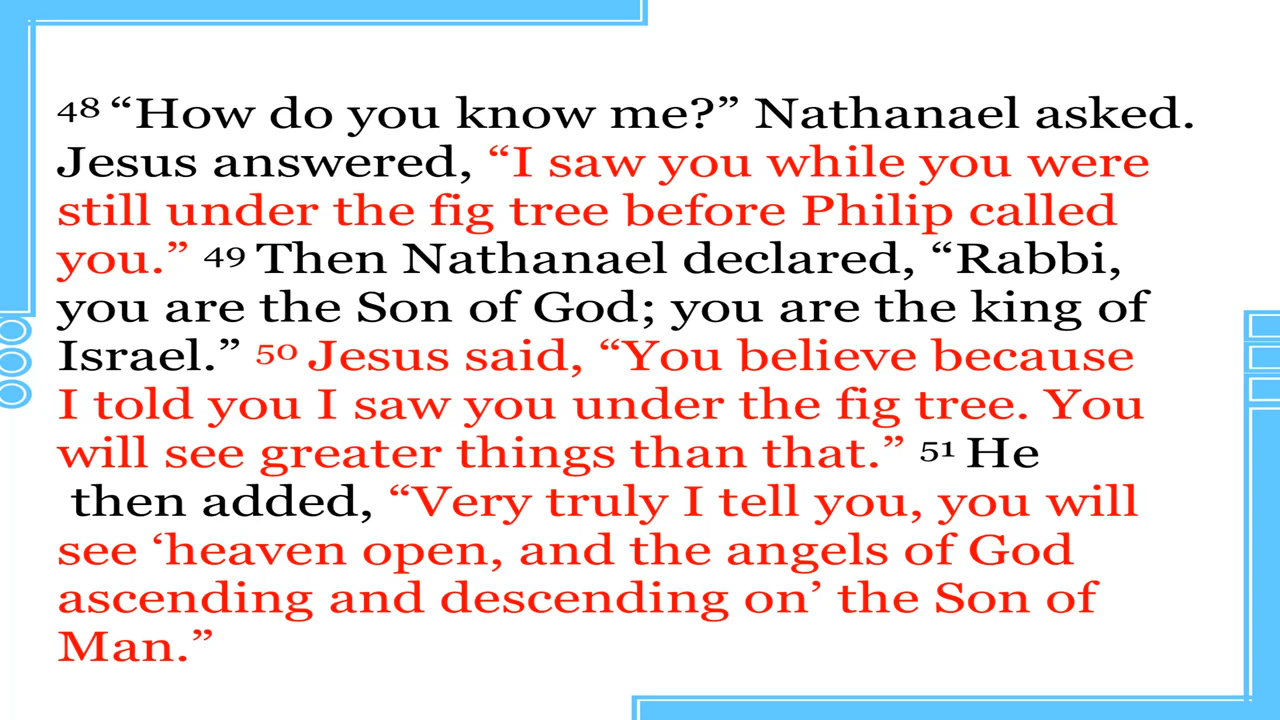 48 “How do you know me?” Nathanael asked.
Jesus answered, “I saw you while you were
still under the fig tree before Philip called
you.” 49 Then Nathanael declared, “Rabbi,
you are the Son of God; you are the king of
Israel.” 50 Jesus said, “You believe because
I told you I saw you under the fig tree. You
will see greater things than that.” 51 He
then added, “Very truly I tell you, you will
see ‘heaven open, and the angels of God
ascending and descending on’ the Son of
Man.”